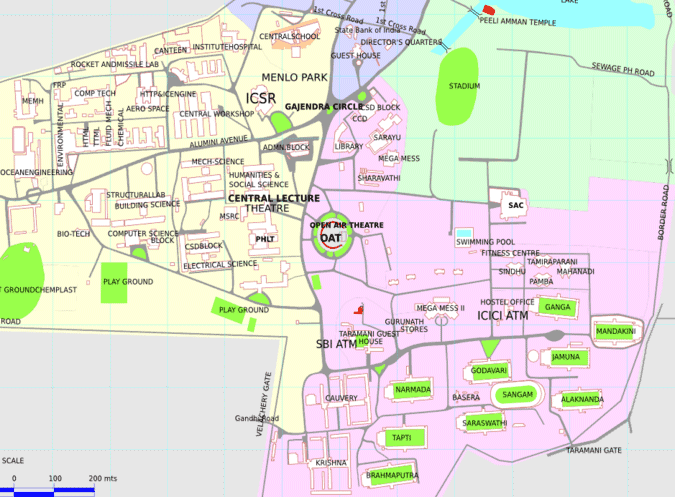 LAKE
1st Cross Road
1st Cross Road
PEELI AMMAN TEMPLE
State Bank of India
CENTRALSCHOOL
DIRECTOR'S QUARTERS
INSTITUTEHOSPITAL
CANTEEN
GUEST HOUSE
ROCKET ANDMISSILE LAB
SEWAGE PH ROAD
MENLO PARK
STADIUM
FRP
COMP TECH
HTTP&ICENGINE
ICSR
MEMH
AERO SPACE
GAJENDRA CIRCLE
CSD BLOCK
CENTRAL WORKSHOP
CCD
ENVIRONMENTAL
HTML
TTML
FLUID MECH
CHEMICAL
SARAYU
ALUMINI AVENUE
ADMN.BLOCK
LIBRARY
MEGA MESS
MECH-SCIENCE
OCEANENGINEERING
HUMANITIES &
SOCIAL SCIENCE
SHARAVATHI
STRUCTURALLAB
CENTRAL LECTURE
THEATRE
BUILDING SCIENCE
SAC
BORDER ROAD
MSRC
OPEN AIR THEATRE
OAT
BIO-TECH
COMPUTER SCIENCE
BLOCK
CSDBLOCK
PHLT
SWIMMING POOL
FITNESS CENTRE
ELECTRICAL SCIENCE
TAMIRAPARANI
SINDHU
MAHANADI
PAMBA
T GROUNDCHEMPLAST
PLAY GROUND
PLAY GROUND
HOSTEL OFFICE
GANGA
MEGA MESS II
ICICI ATM
ROAD
GURUNATH
STORES
MANDAKINI
TARAMANI GUEST
HOUSE
SBI ATM
JAMUNA
GODAVARI
VELACHERY GATE
NARMADA
CAUVERY
BASERA
SANGAM
ALAKNANDA
Gandhi Road
SARASWATHI
TAPTI
TARAMANI GATE
SCALE
KRISHNA
BRAHMAPUTRA
0 100 200 mts